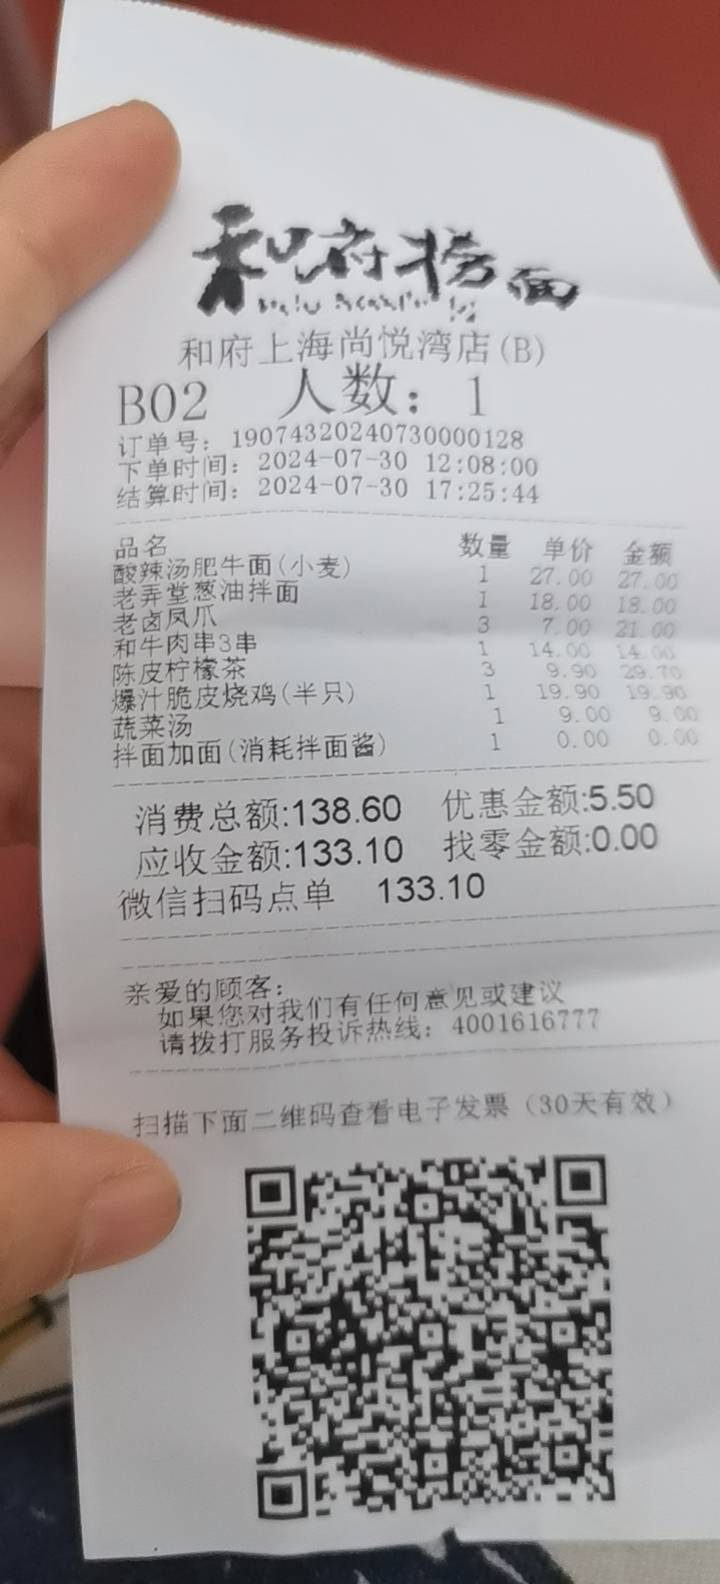 和府捞面
和府上海尚悦湾店(B)
B02 人数：1
订单号：19074320240730000128
下单时间：2024-07-30 12:08:00
结算时间：2024-07-30 17:25:44
品名 数量 单价 金额
酸辣汤肥牛面(小麦) 1 27.00 27.00
老弄堂葱油拌面 1 18.00 18.00
老卤凤爪 3 7.00 21.00
和牛肉串3串 1 14.00 14.00
陈皮柠檬茶 3 9.90 29.70
爆汁脆皮烧鸡(半只) 1 19.90 19.90
蔬菜汤 1 9.00 9.00
拌面加面(消耗拌面酱) 1 0.00 0.00
消费总额:138.60 优惠金额:5.50
应收金额:133.10 找零金额:0.00
微信扫码点单 133.10
亲爱的顾客：
如果您对我们有任何意见或建议
请拨打服务投诉热线：4001616777
扫描下面二维码查看电子发票（30天有效）